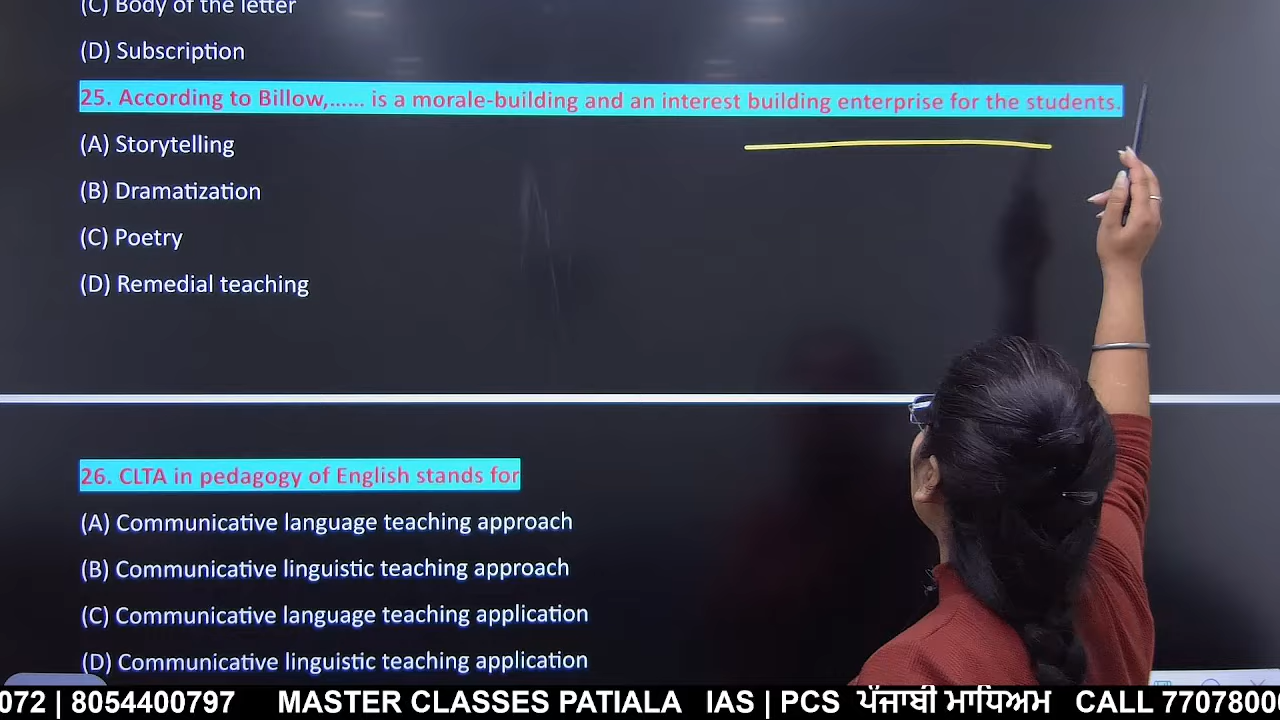 (C) Body of the letter
(D) Subscription
25. According to Billow,...... is a morale-building and an interest building enterprise for the students.
(A) Storytelling
(B) Dramatization
(C) Poetry
(D) Remedial teaching
26. CLTA in pedagogy of English stands for
(A) Communicative language teaching approach
(B) Communicative linguistic teaching approach
(C) Communicative language teaching application
(D) Communicative linguistic teaching application
072 | 8054400797 MASTER CLASSES PATIALA IAS | PCS ਪੰਜਾਬੀ ਮਾਧਿਅਮ CALL 7707800